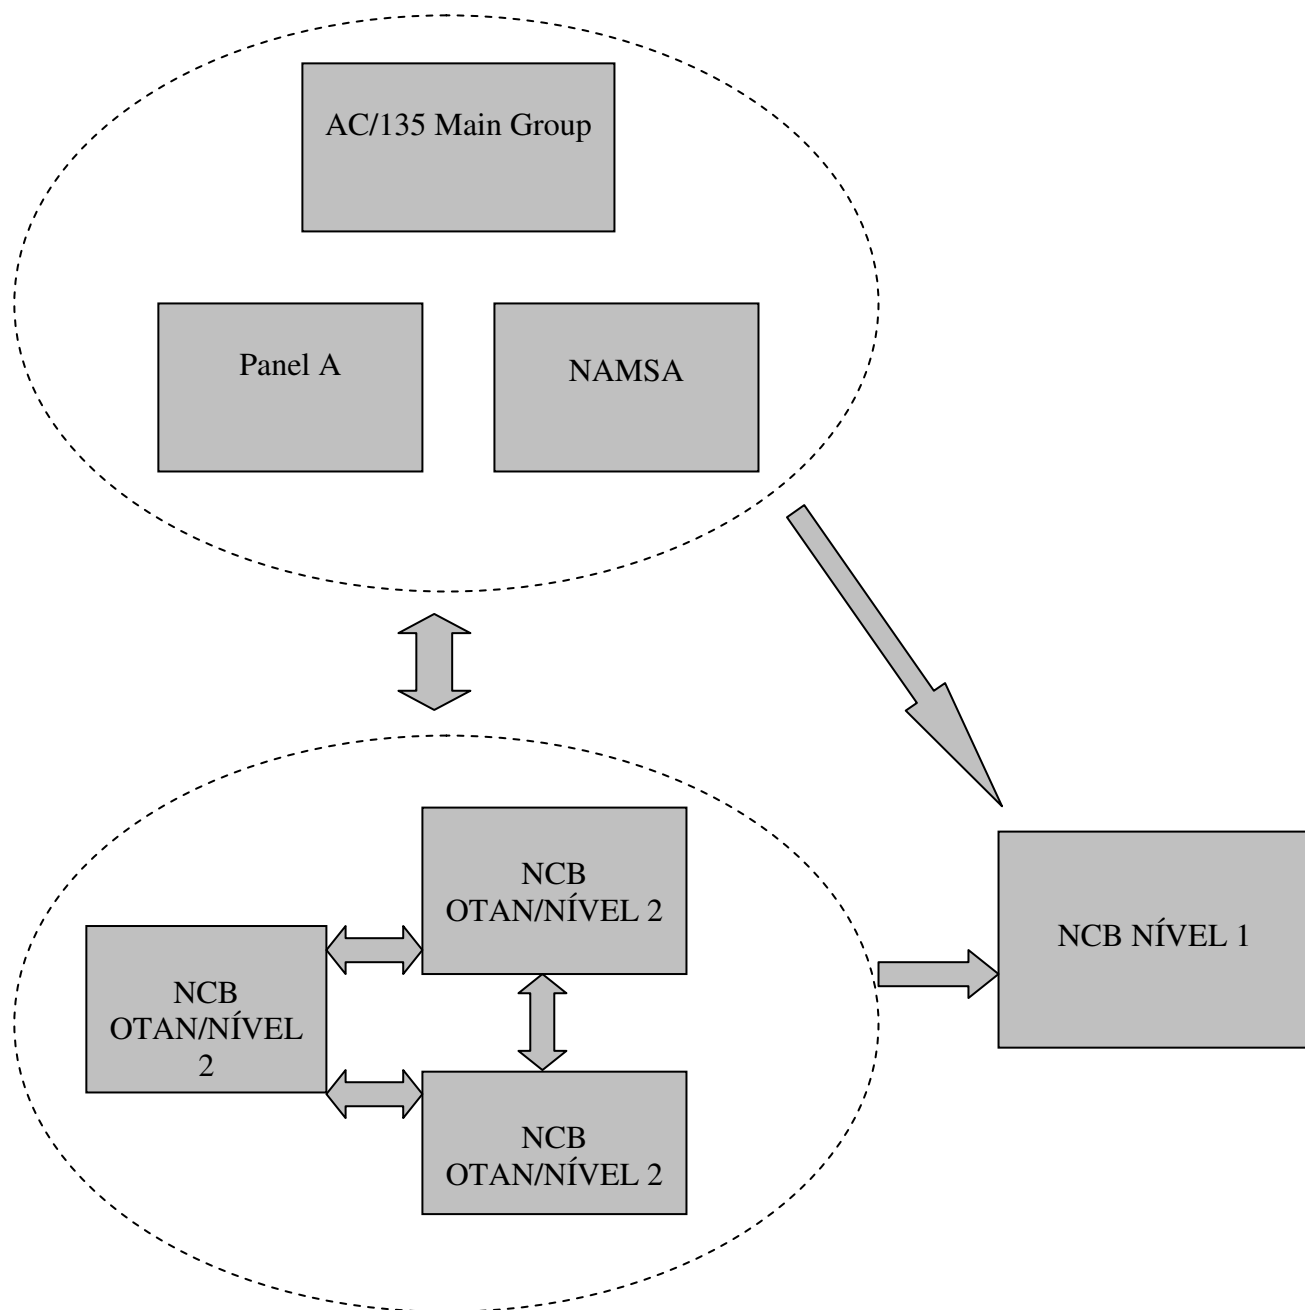 AC/135 Main Group
Panel A
NAMSA
NCB
OTAN/NÍVEL 2
NCB
OTAN/NÍVEL
2
NCB NÍVEL 1
NCB
OTAN/NÍVEL 2